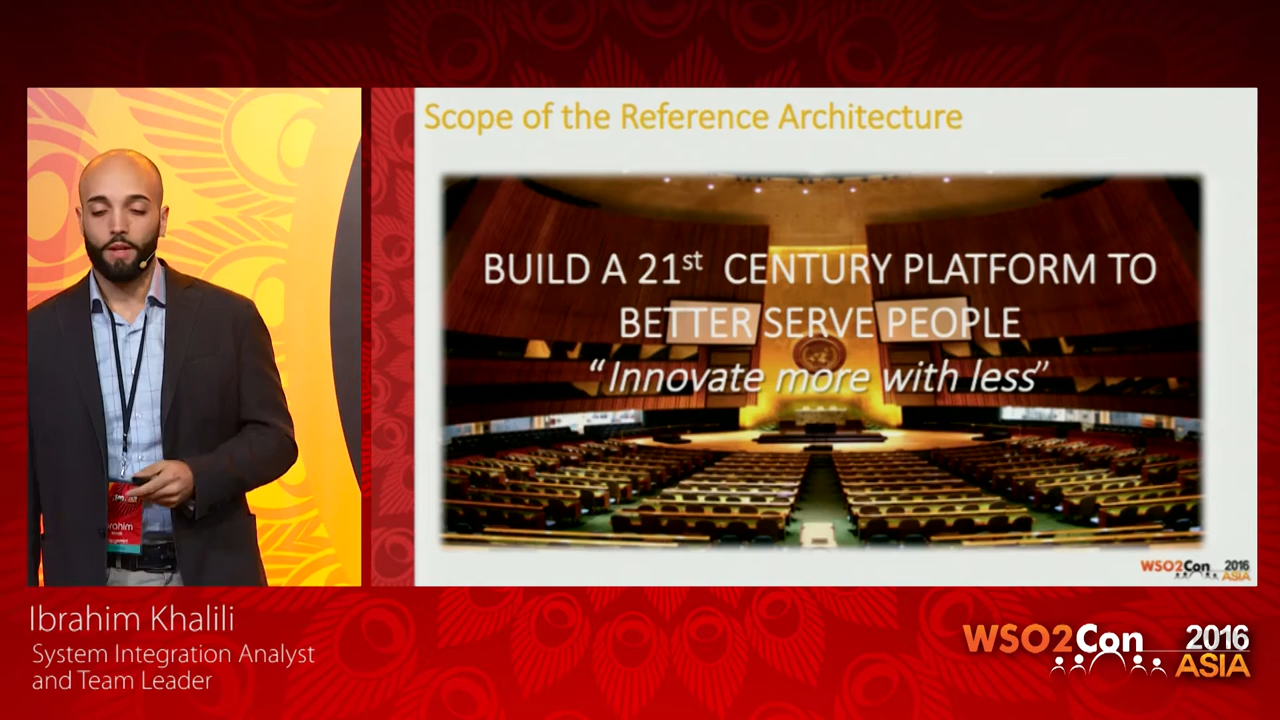 Scope of the Reference Architecture
BUILD A 21st CENTURY PLATFORM TO
BETTER SERVE PEOPLE
“Innovate more with less”
WSO2Con 2016
ASIA
Ibrahim Khalili
System Integration Analyst
and Team Leader
WSO2Con 2016
ASIA